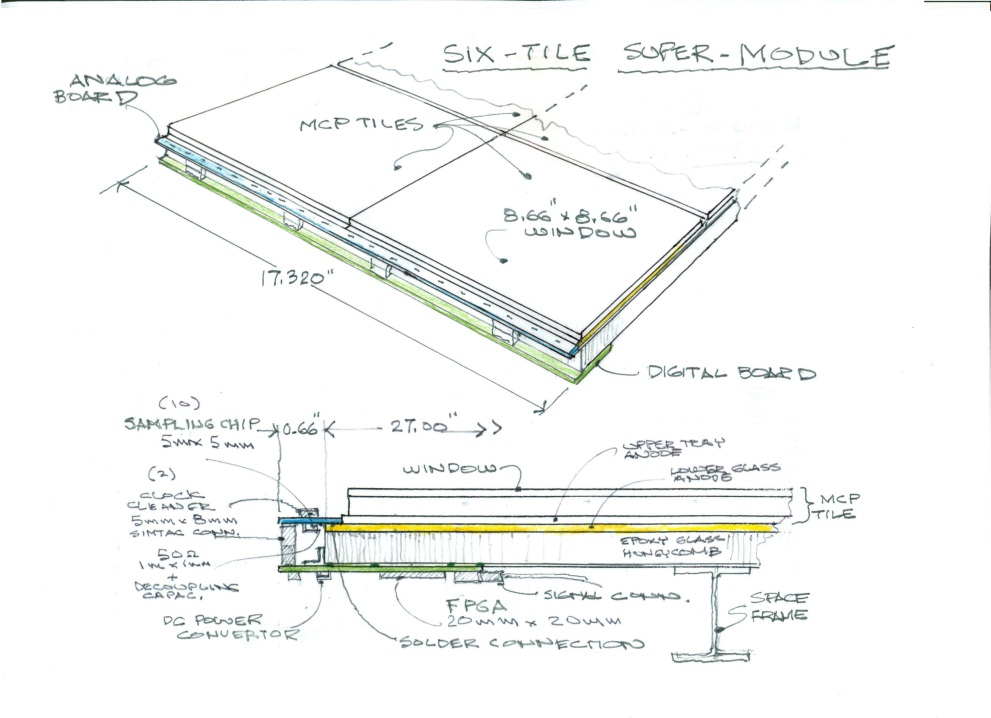 SIX-TILE SUPER-MODULE
ANALOG
BOARD
MCP TILES
8.66" x 8.66"
WINDOW
17.320"
DIGITAL BOARD
(10)
SAMPLING CHIP
5mm x 5mm
0.66"
27.00"
UPPER TRAY
ANODE
WINDOW
LOWER GLASS
ANODE
MCP
TILE
(2)
CLOCK
CLEANER
5mm x 8mm
SIMTAG CONN.
EPOXY GLASS
HONEYCOMB
50Ω
1m x 1mm
+
DECOUPLING
CAPAC.
DC POWER
CONVERTOR
FPGA
20mm x 20mm
SIGNAL CONN.
SOLDER CONNECTION
SPACE
FRAME